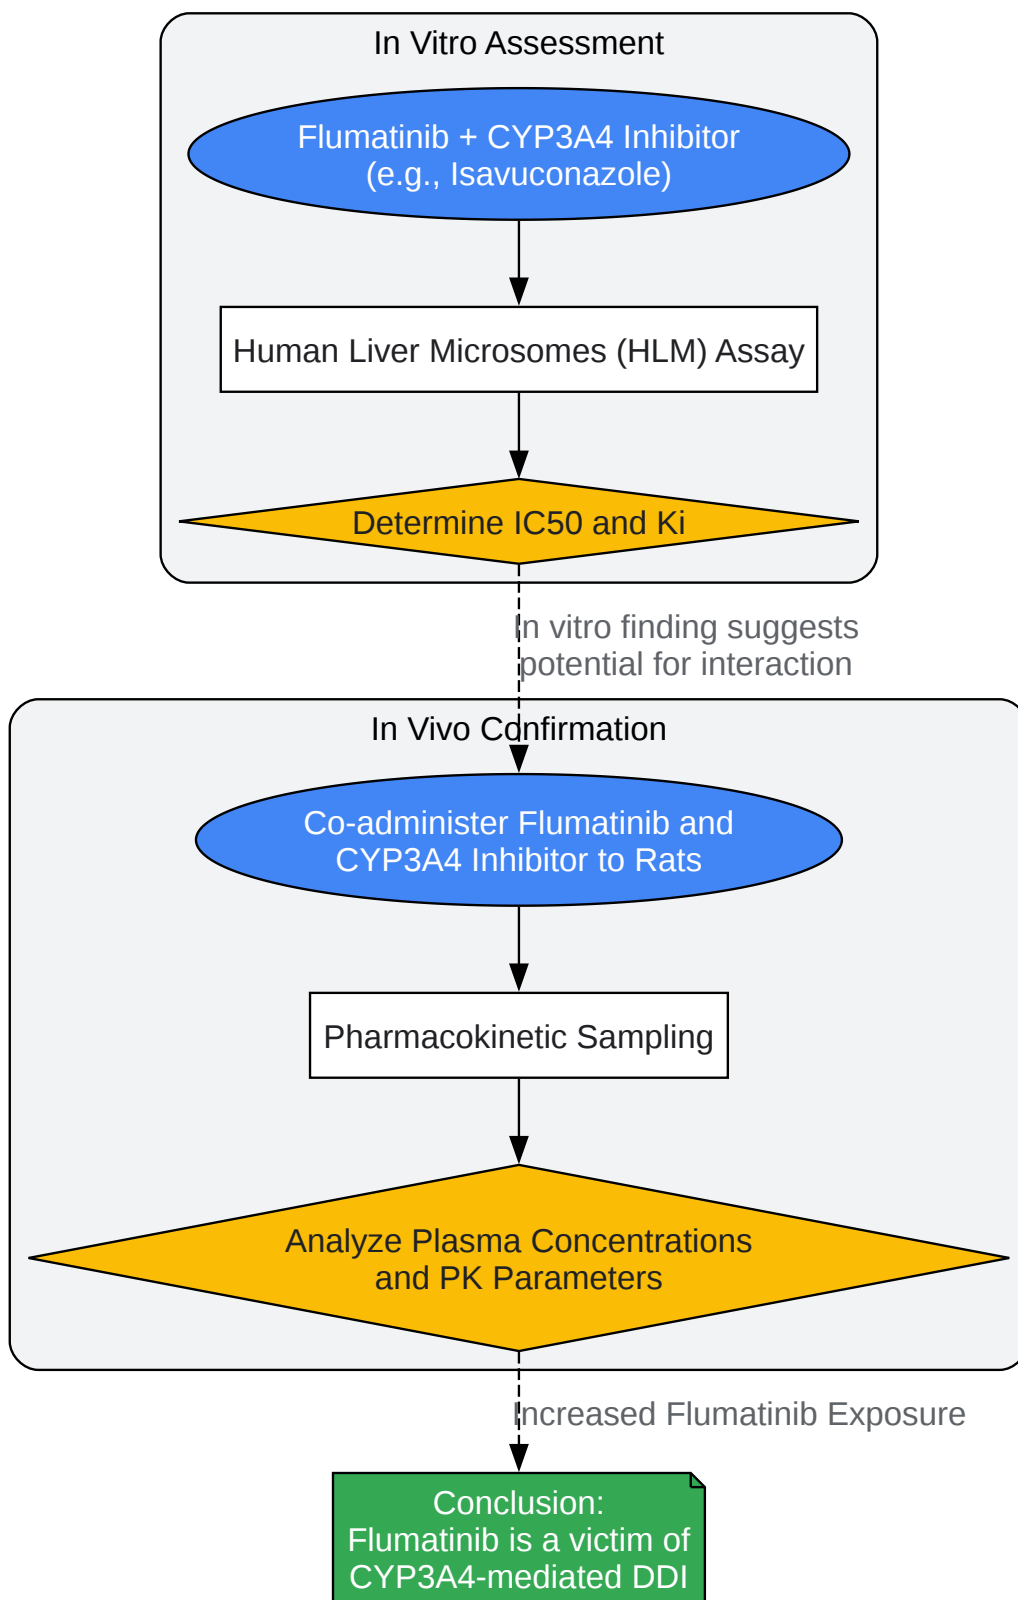 In Vitro Assessment
Flumatinib + CYP3A4 Inhibitor
(e.g., Isavuconazole)
Human Liver Microsomes (HLM) Assay
Determine IC50 and Ki
In vitro finding suggests
potential for interaction
In Vivo Confirmation
Co-administer Flumatinib and
CYP3A4 Inhibitor to Rats
Pharmacokinetic Sampling
Analyze Plasma Concentrations
and PK Parameters
Increased Flumatinib Exposure
Conclusion:
Flumatinib is a victim of
CYP3A4-mediated DDI